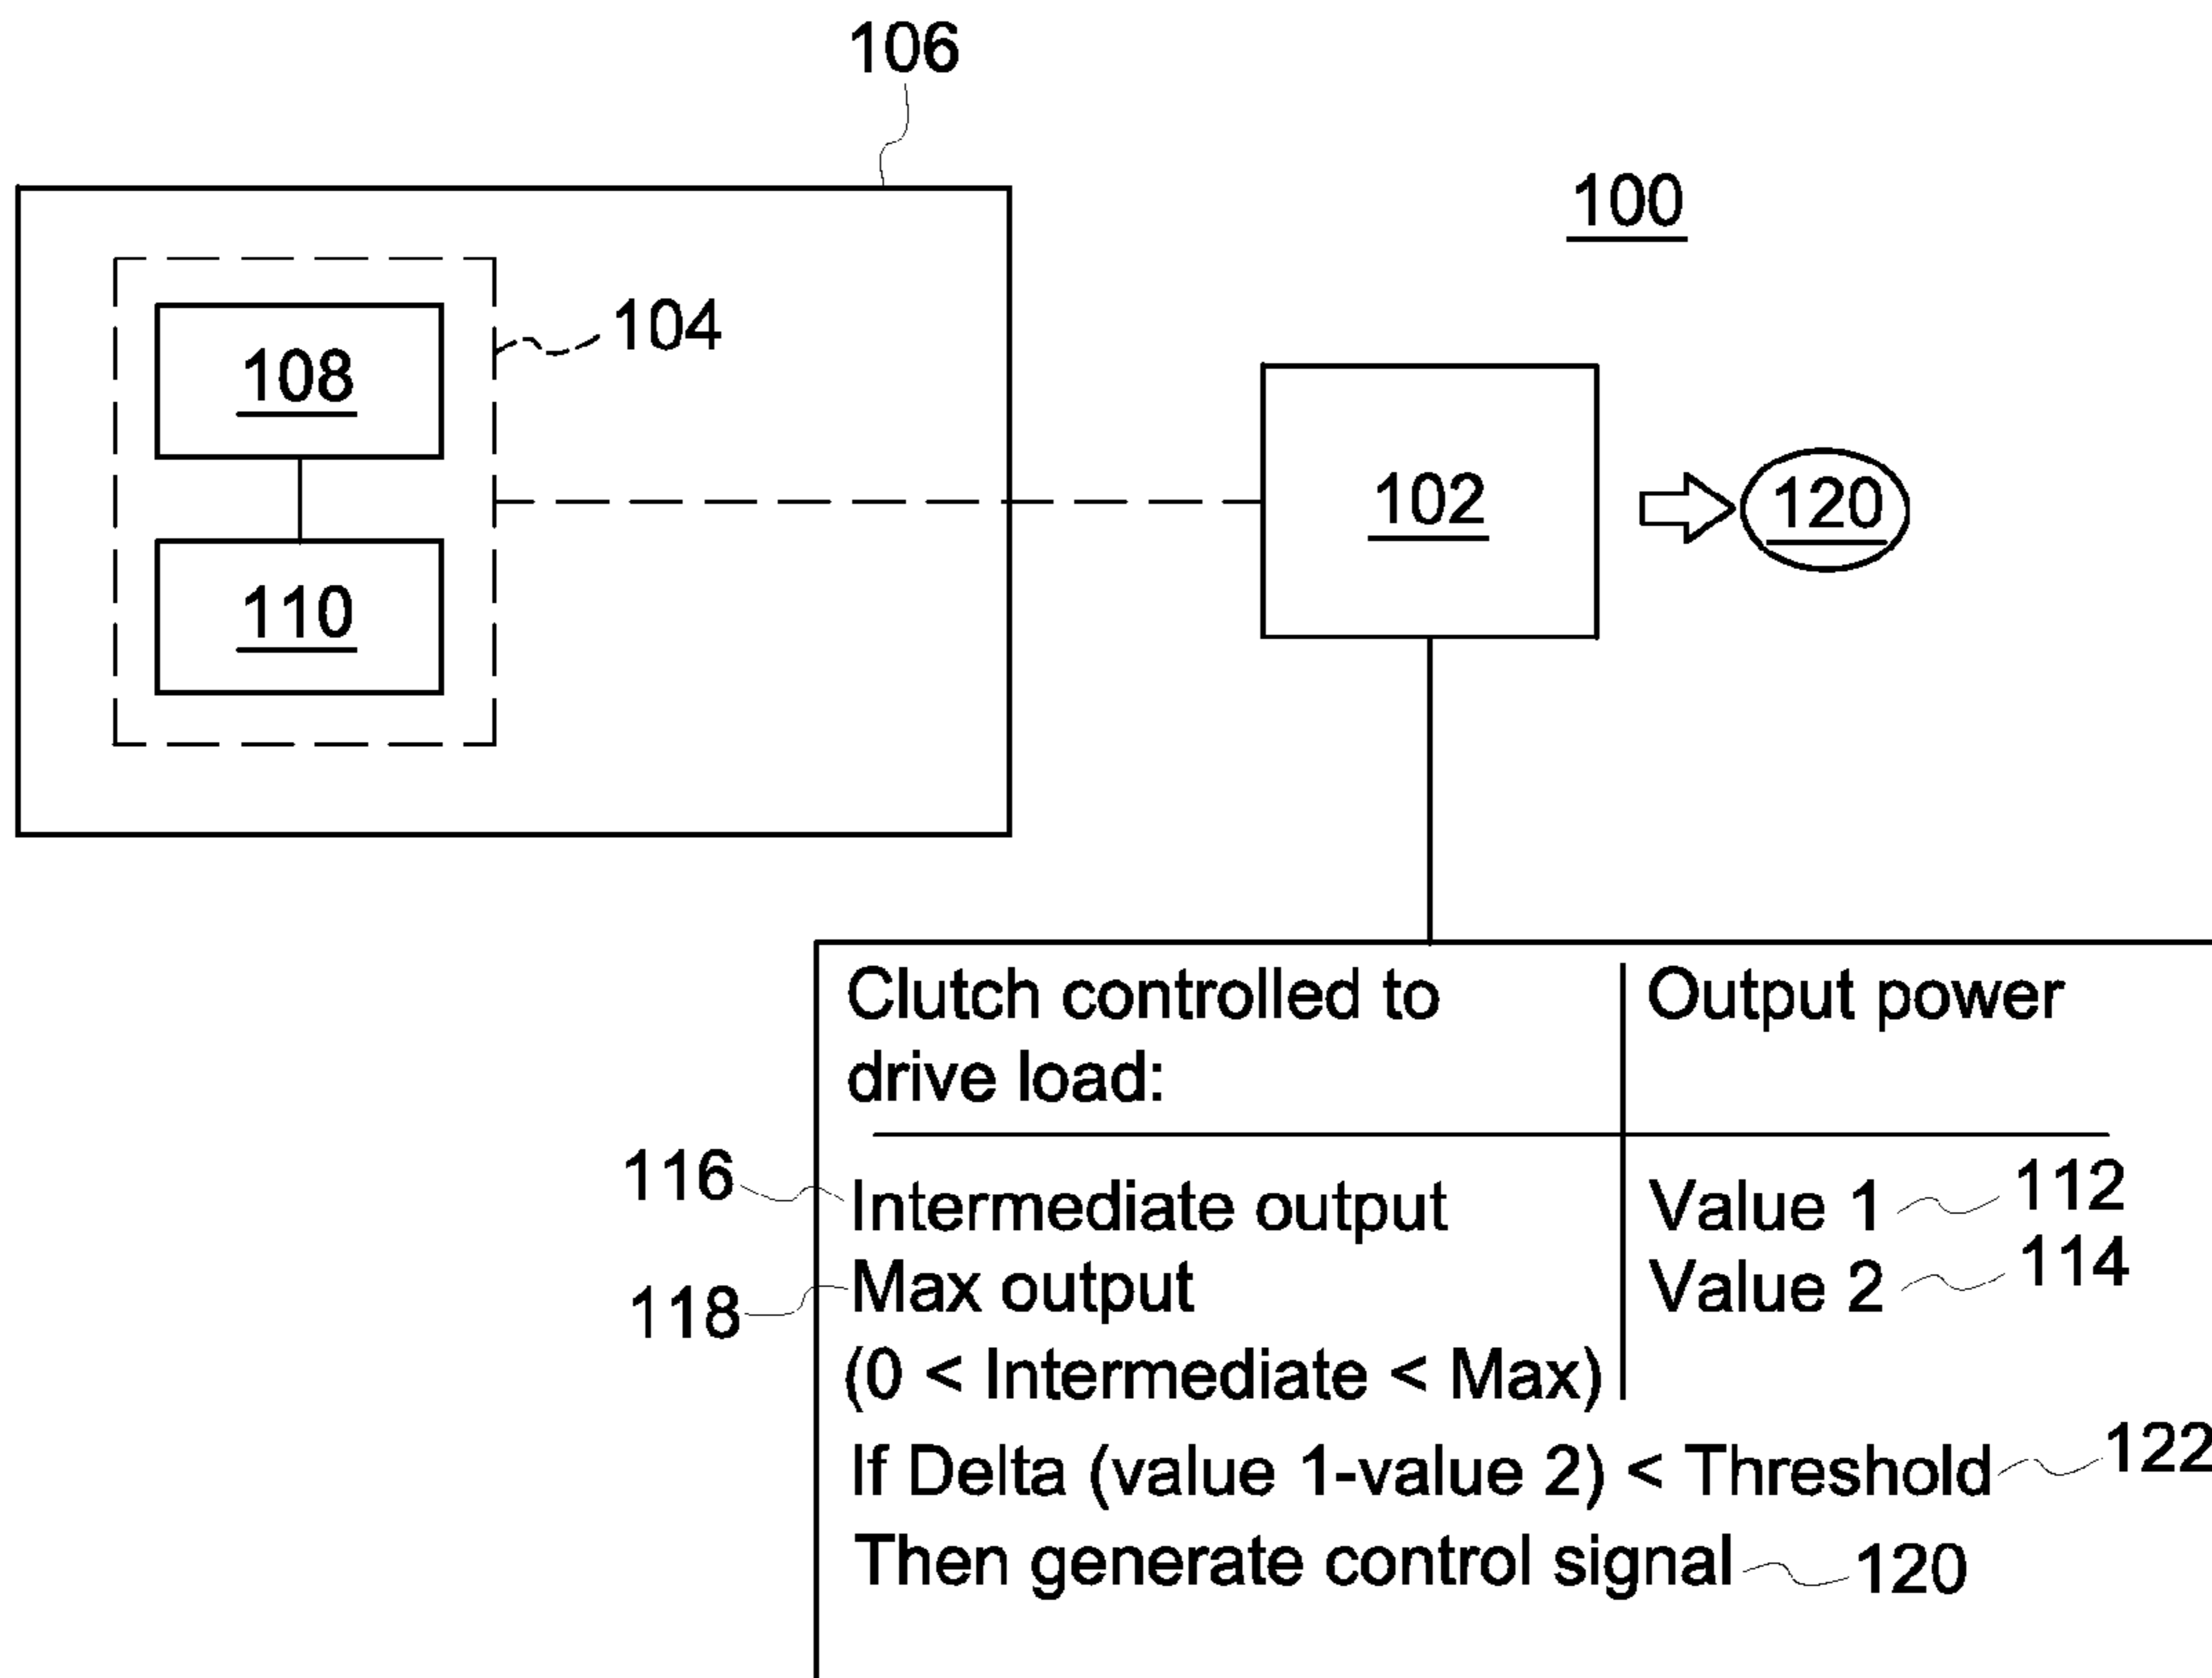 106
100
104
108
102
120
110
Clutch controlled to
drive load:
Output power
116
Intermediate output
Value 1
112
118
Max output
Value 2
114
(0 < Intermediate < Max)
If Delta (value 1-value 2) < Threshold
122
Then generate control signal
120